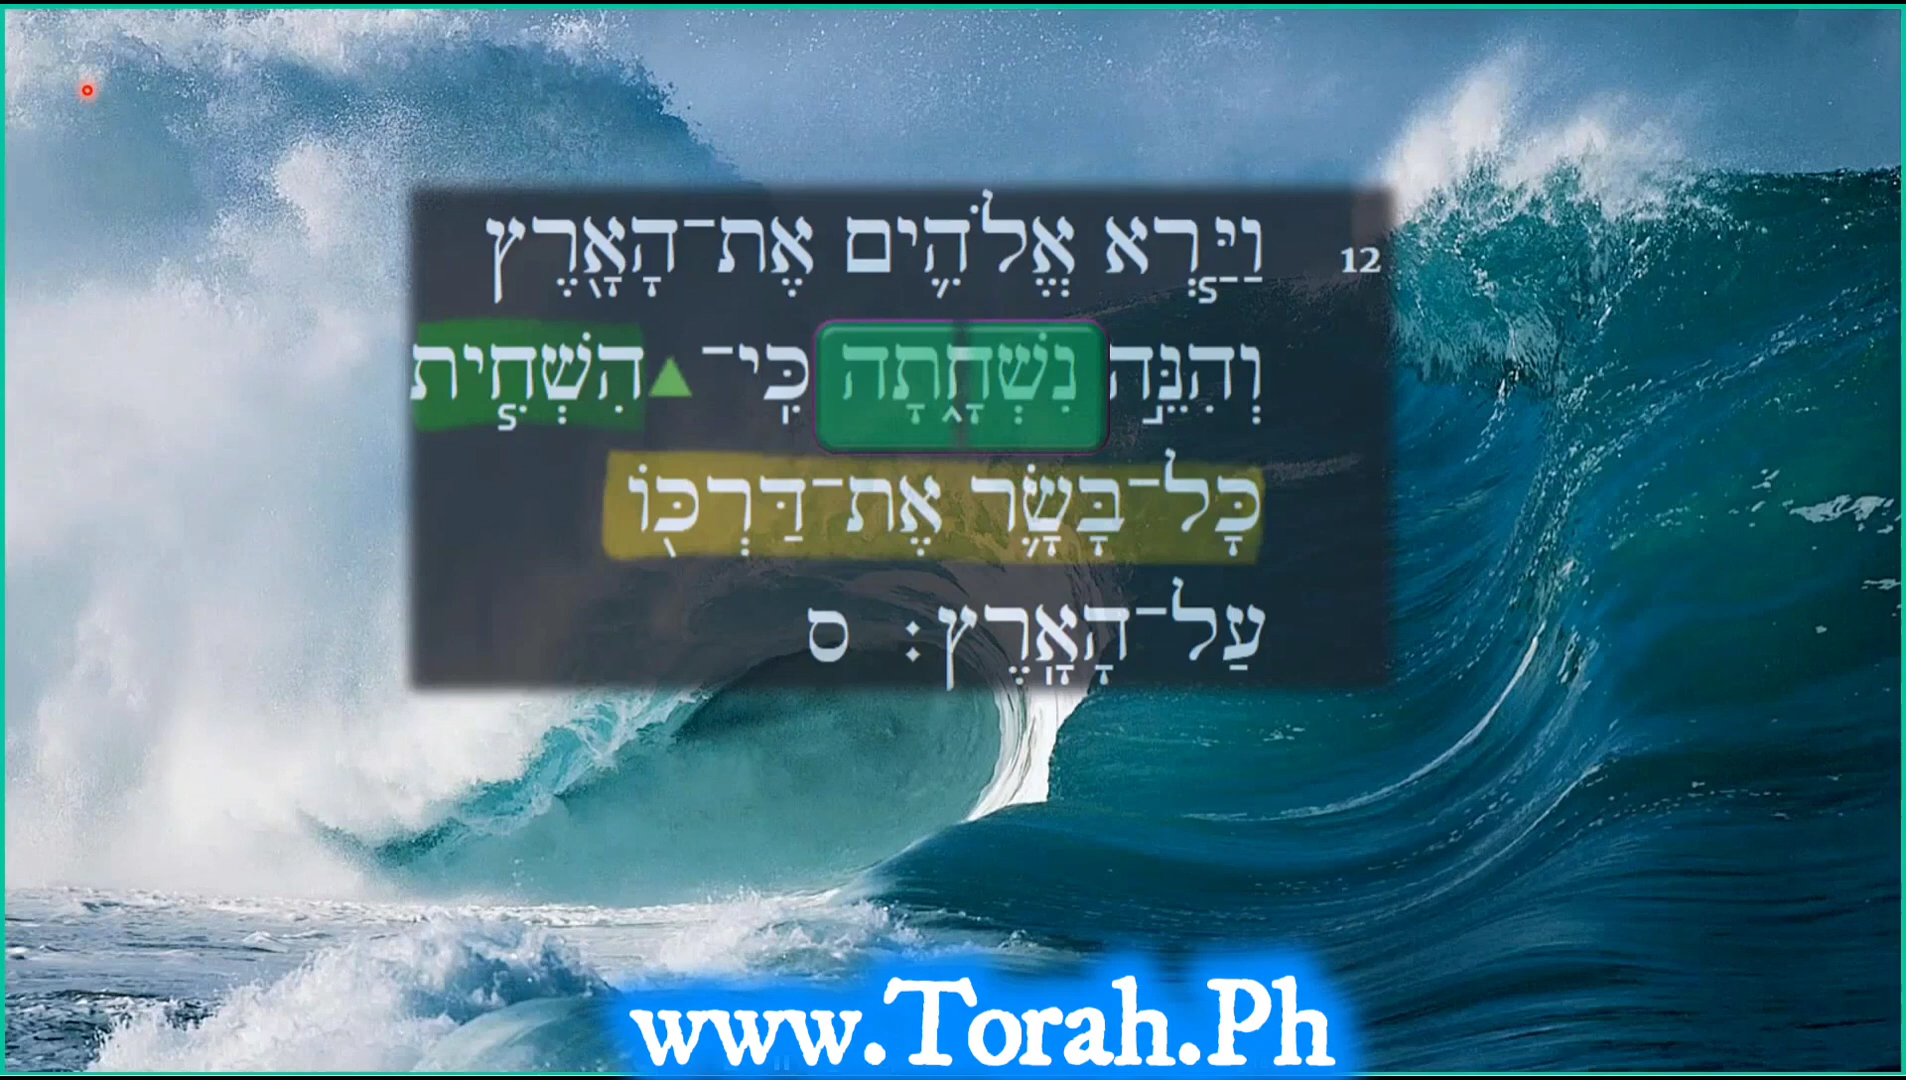 12 וַיַּ֧רְא אֱלֹהִ֛ים אֶת־הָאָ֖רֶץ
וְהִנֵּ֣ה נִשְׁחָ֑תָה כִּֽי־▲הִשְׁחִ֧ית
כָּל־בָּשָׂ֛ר אֶת־דַּרְכּ֖וֹ
עַל־הָאָֽרֶץ׃ ס
www.Torah.Ph